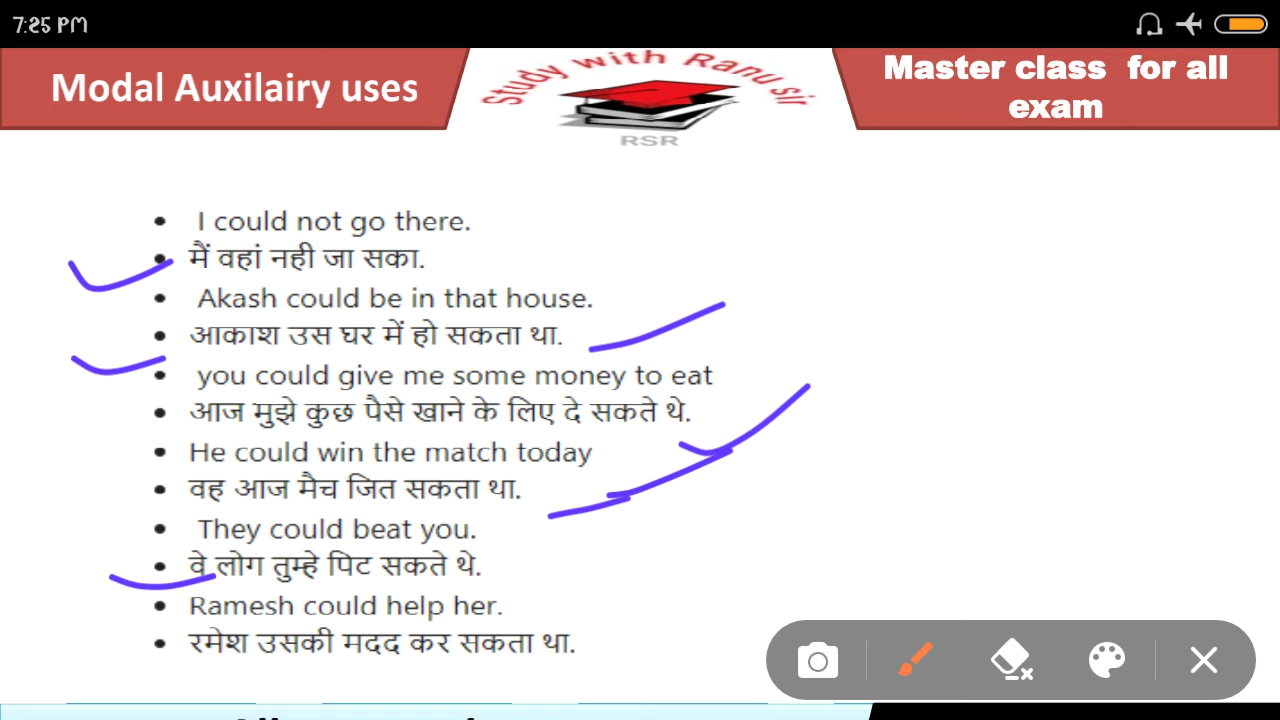 7:25 PM
Modal Auxilairy uses
Study with Ranu sir
RSR
Master class for all
exam
I could not go there.
मैं वहां नही जा सका.
Akash could be in that house.
आकाश उस घर में हो सकता था.
you could give me some money to eat
आज मुझे कुछ पैसे खाने के लिए दे सकते थे.
He could win the match today
वह आज मैच जित सकता था.
They could beat you.
वे लोग तुम्हे पिट सकते थे.
Ramesh could help her.
रमेश उसकी मदद कर सकता था.